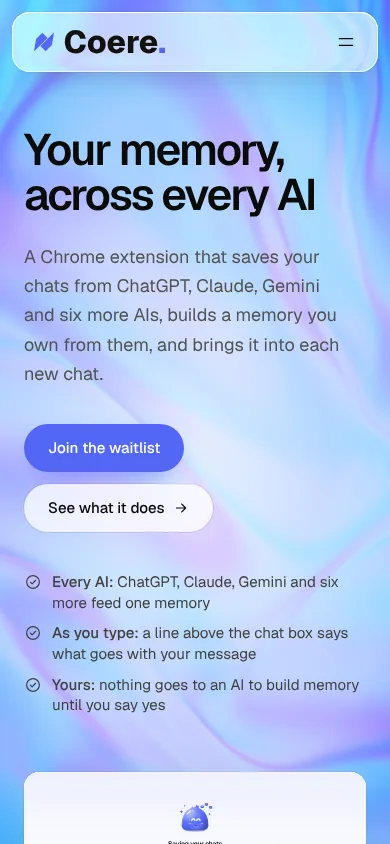 Coere.
Your memory,
across every AI
A Chrome extension that saves your
chats from ChatGPT, Claude, Gemini
and six more AIs, builds a memory you
own from them, and brings it into each
new chat.
Join the waitlist
See what it does →
Every AI: ChatGPT, Claude, Gemini and six
more feed one memory
As you type: a line above the chat box says
what goes with your message
Yours: nothing goes to an AI to build memory
until you say yes
Saving your chats